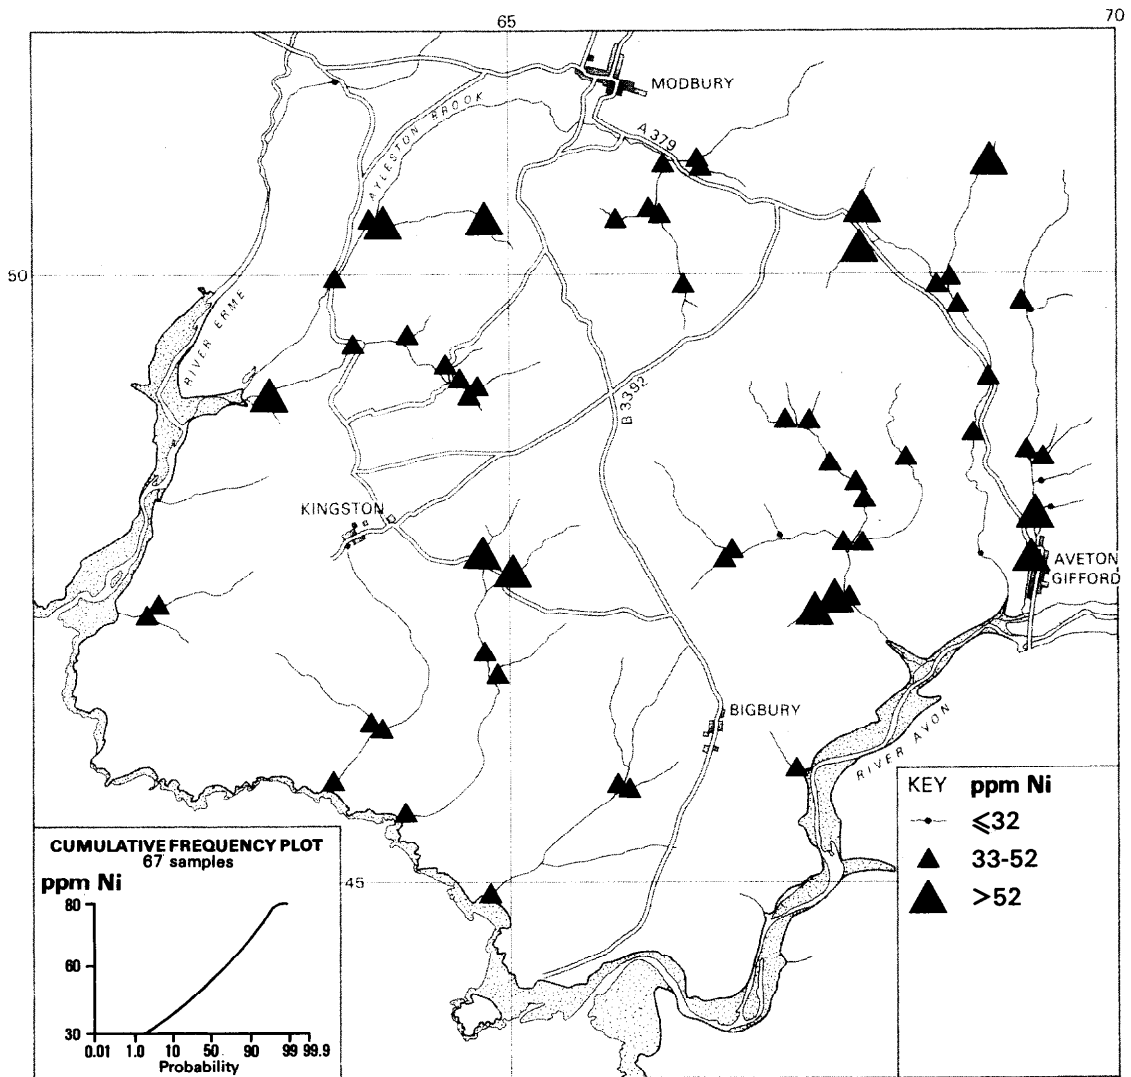 65
70
MODBURY
A 379
AYLESTON BROOK
50
RIVER ERME
B 3392
KINGSTON
AVETON
GIFFORD
BIGBURY
RIVER AVON
KEY ppm Ni
⩽32
33-52
>52
45
CUMULATIVE FREQUENCY PLOT
67 samples
ppm Ni
80
60
30
0.01 1.0 10 50 90 99 99.9
Probability